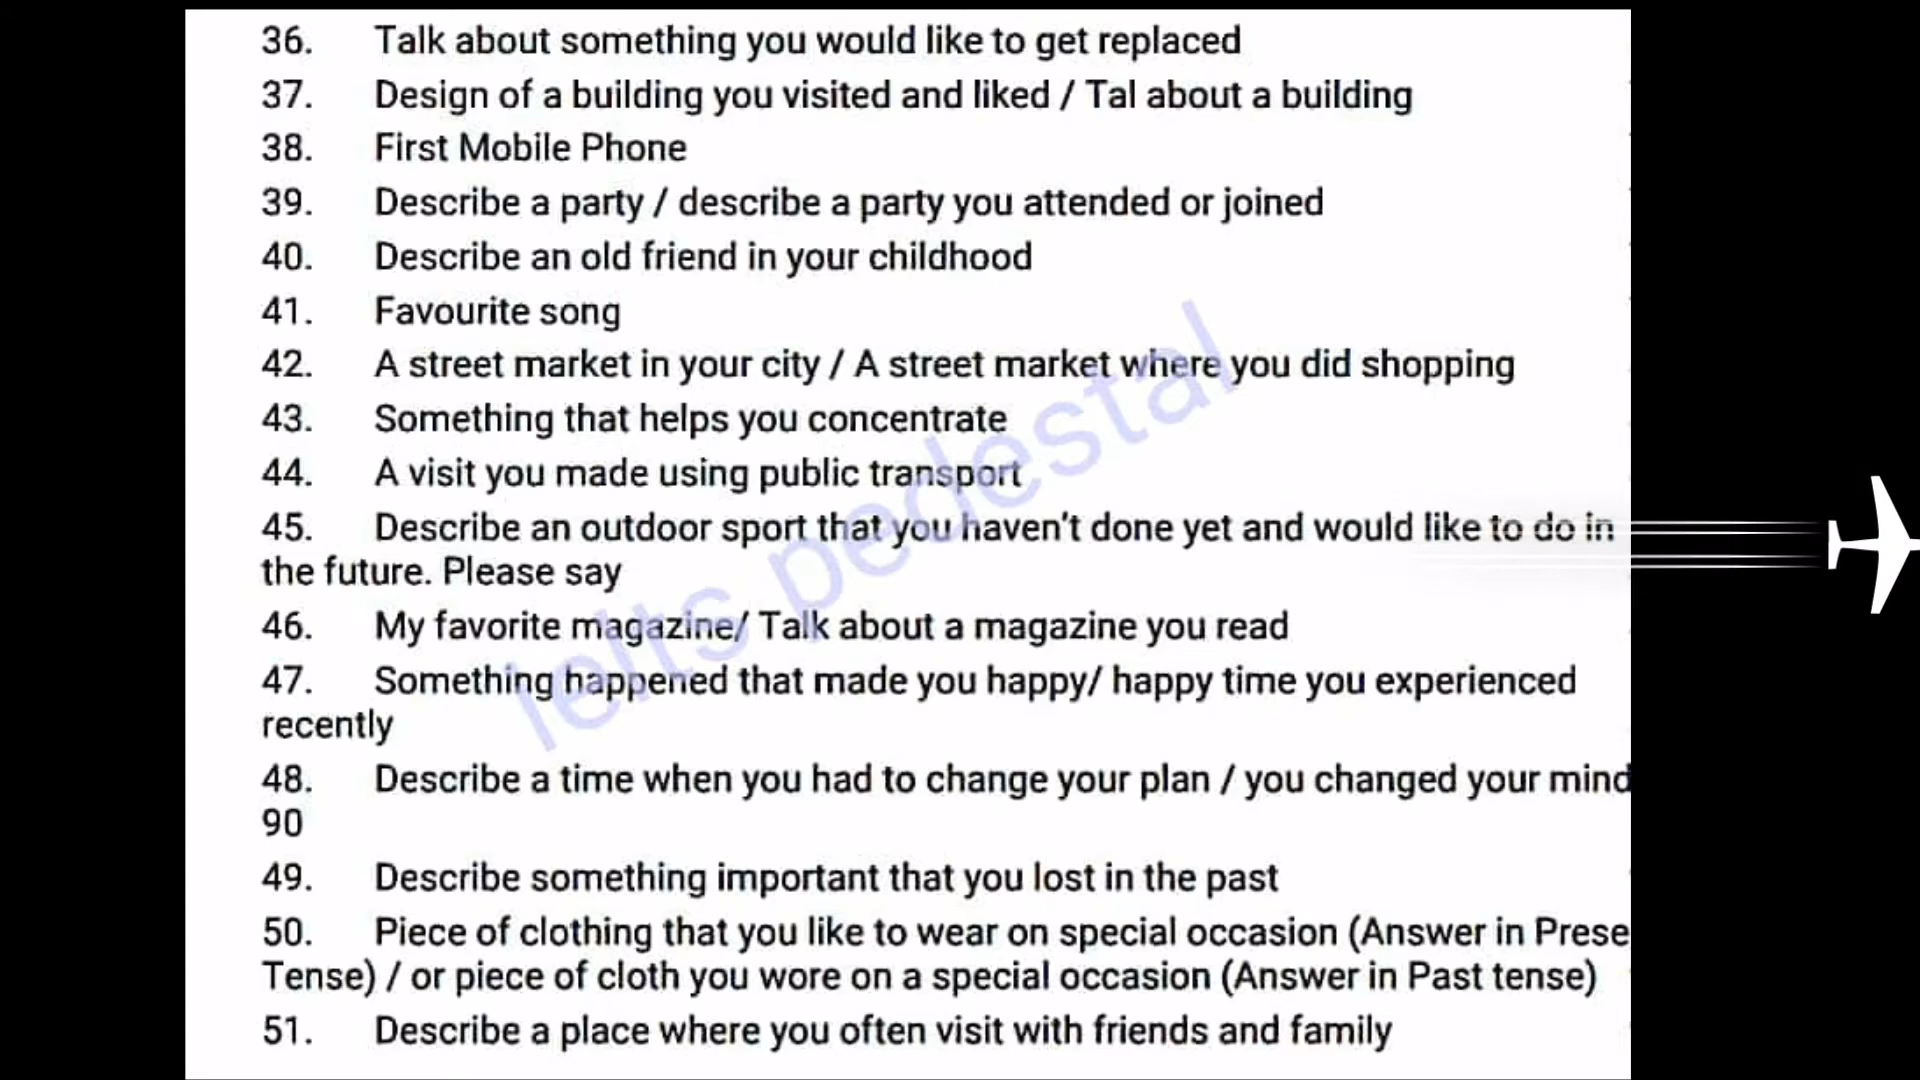 36. Talk about something you would like to get replaced
37. Design of a building you visited and liked / Tal about a building
38. First Mobile Phone
39. Describe a party / describe a party you attended or joined
40. Describe an old friend in your childhood
41. Favourite song
42. A street market in your city / A street market where you did shopping
43. Something that helps you concentrate
44. A visit you made using public transport
45. Describe an outdoor sport that you haven't done yet and would like to do in
the future. Please say
46. My favorite magazine/ Talk about a magazine you read
47. Something happened that made you happy/ happy time you experienced
recently
48. Describe a time when you had to change your plan / you changed your mind
90
49. Describe something important that you lost in the past
50. Piece of clothing that you like to wear on special occasion (Answer in Prese
Tense) / or piece of cloth you wore on a special occasion (Answer in Past tense)
51. Describe a place where you often visit with friends and family
ielts pedestal